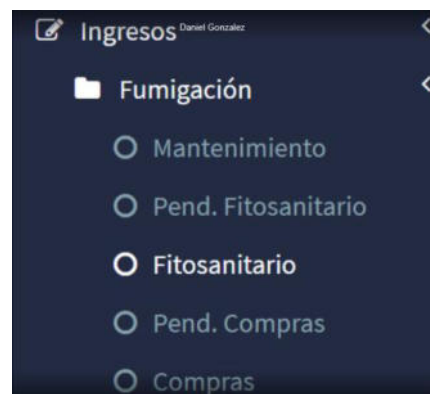 Ingresos Daniel Gonzalez
Fumigación
Mantenimiento
Pend. Fitosanitario
Fitosanitario
Pend. Compras
Compras